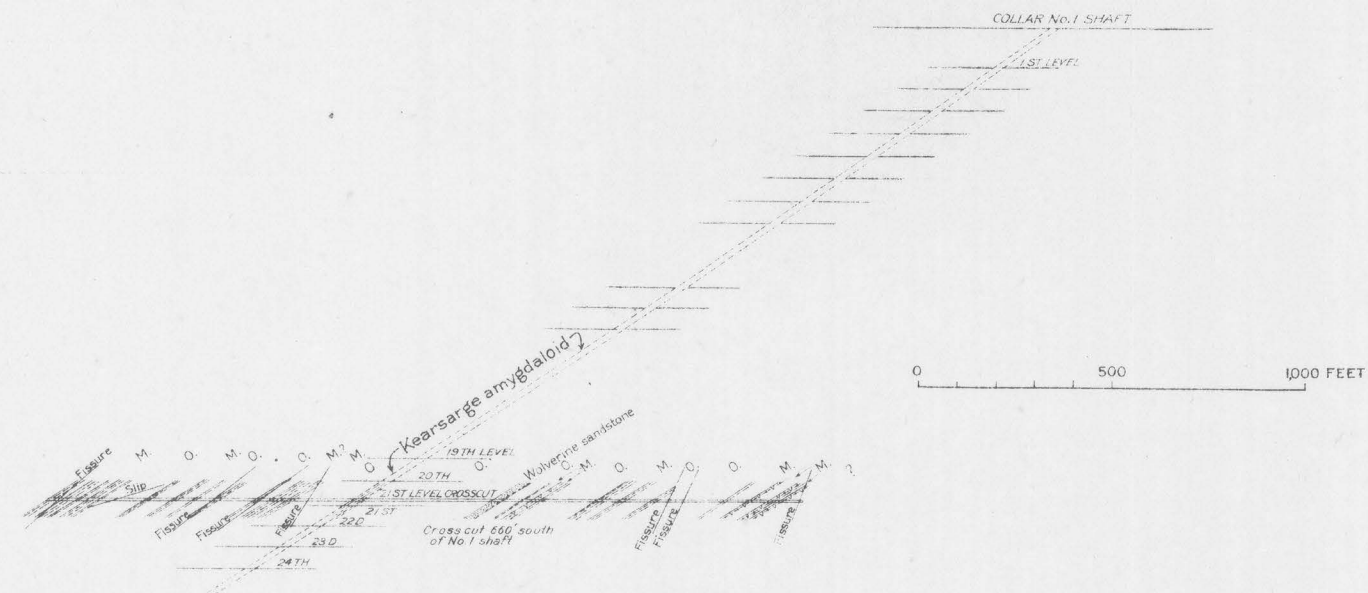 COLLAR No. 1 SHAFT
1 ST LEVEL
0 500 1,000 FEET
Kearsarge amygdaloid
Wolverine sandstone
Fissure M. O. M. O. O. M.? M. O. 19TH LEVEL
O. O. M. O. M. O. O. M. M. ?
20TH
Slip
21ST LEVEL CROSSCUT
21ST
22D
Fissure Fissure Fissure
Cross cut 660' south
of No. 1 shaft
Fissure Fissure Fissure
23D
24TH